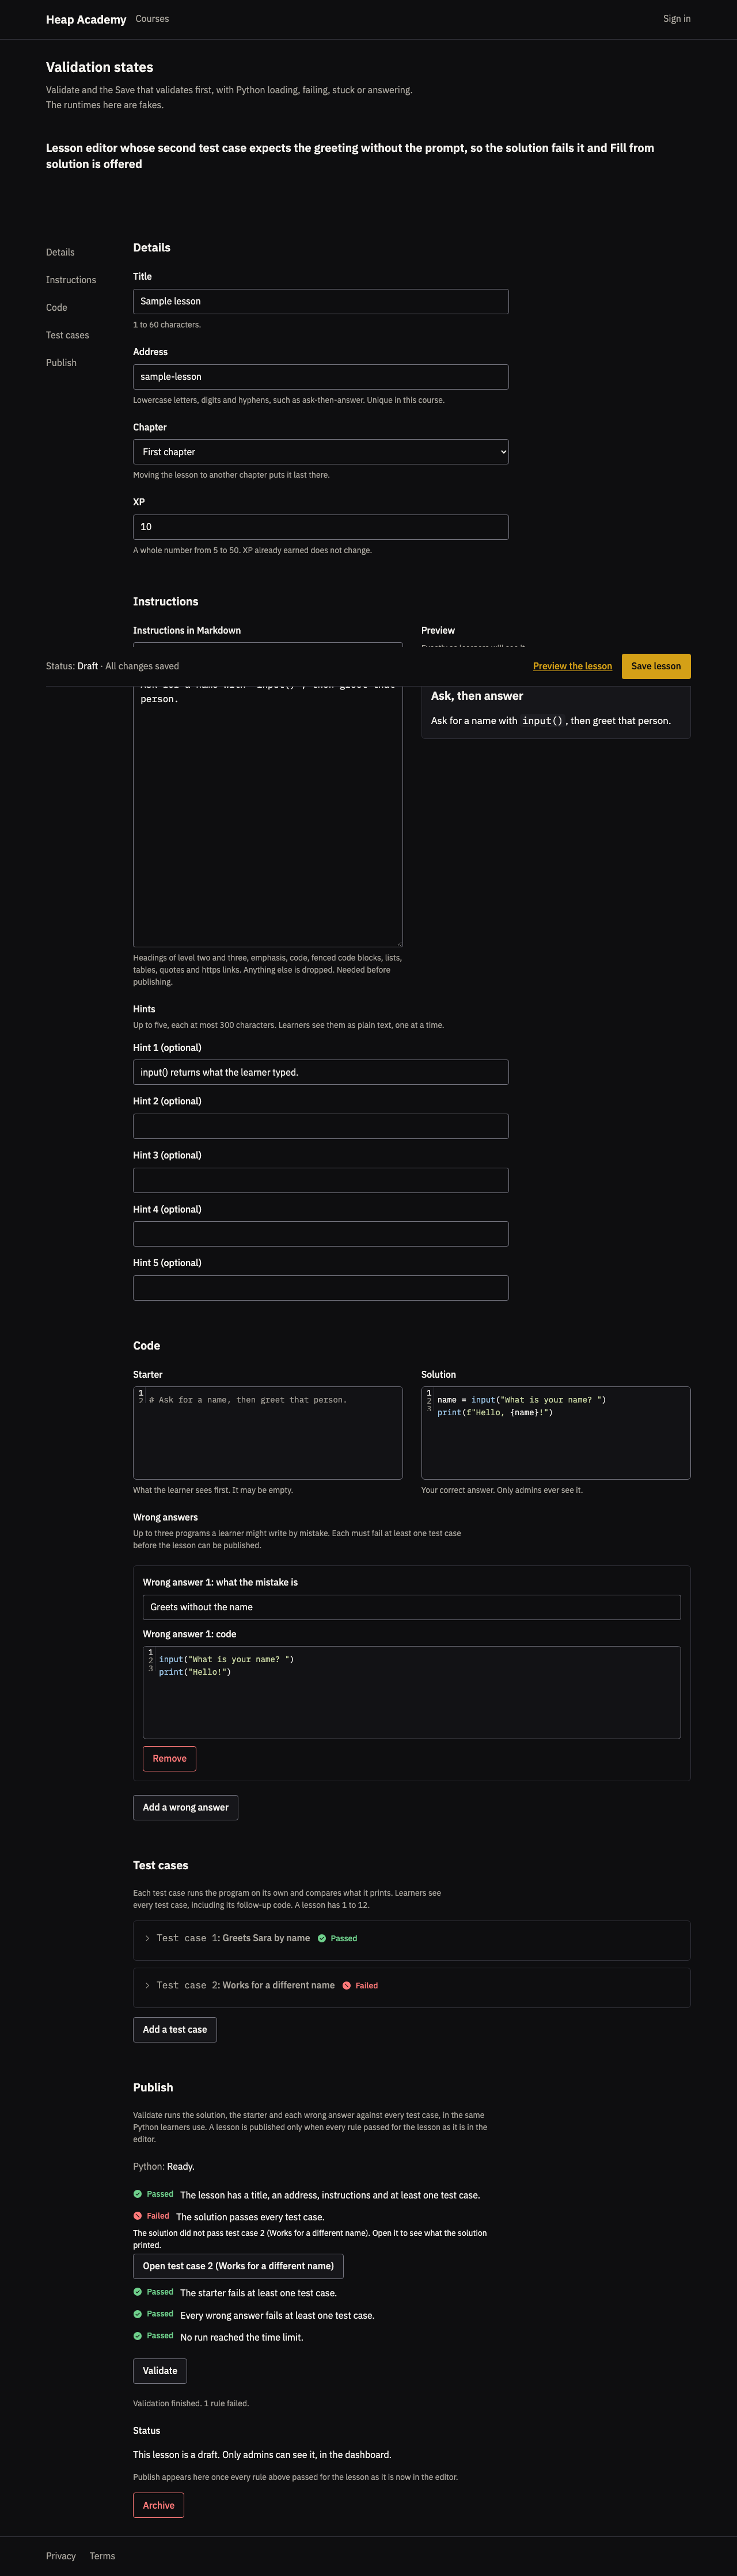 Heap Academy Courses Sign in
Validation states
Validate and the Save that validates first, with Python loading, failing, stuck or answering.
The runtimes here are fakes.
Lesson editor whose second test case expects the greeting without the prompt, so the solution fails it and Fill from
solution is offered
Details
Instructions
Code
Test cases
Publish
Details
Title
Sample lesson
1 to 60 characters.
Address
sample-lesson
Lowercase letters, digits and hyphens, such as ask-then-answer. Unique in this course.
Chapter
First chapter
Moving the lesson to another chapter puts it last there.
XP
10
A whole number from 5 to 50. XP already earned does not change.
Instructions
Instructions in Markdown
Preview
Status: Draft · All changes saved
Preview the lesson
Save lesson
person.
Ask, then answer
Ask for a name with input(), then greet that person.
Headings of level two and three, emphasis, code, fenced code blocks, lists,
tables, quotes and https links. Anything else is dropped. Needed before
publishing.
Hints
Up to five, each at most 300 characters. Learners see them as plain text, one at a time.
Hint 1 (optional)
input() returns what the learner typed.
Hint 2 (optional)
Hint 3 (optional)
Hint 4 (optional)
Hint 5 (optional)
Code
Starter
1
2 # Ask for a name, then greet that person.
What the learner sees first. It may be empty.
Solution
1
2 name = input("What is your name? ")
3 print(f"Hello, {name}!")
Your correct answer. Only admins ever see it.
Wrong answers
Up to three programs a learner might write by mistake. Each must fail at least one test case
before the lesson can be published.
Wrong answer 1: what the mistake is
Greets without the name
Wrong answer 1: code
1
2 input("What is your name? ")
3 print("Hello!")
Remove
Add a wrong answer
Test cases
Each test case runs the program on its own and compares what it prints. Learners see
every test case, including its follow-up code. A lesson has 1 to 12.
Test case 1: Greets Sara by name Passed
Test case 2: Works for a different name Failed
Add a test case
Publish
Validate runs the solution, the starter and each wrong answer against every test case, in the same
Python learners use. A lesson is published only when every rule passed for the lesson as it is in the
editor.
Python: Ready.
Passed The lesson has a title, an address, instructions and at least one test case.
Failed The solution passes every test case.
The solution did not pass test case 2 (Works for a different name). Open it to see what the solution
printed.
Open test case 2 (Works for a different name)
Passed The starter fails at least one test case.
Passed Every wrong answer fails at least one test case.
Passed No run reached the time limit.
Validate
Validation finished. 1 rule failed.
Status
This lesson is a draft. Only admins can see it, in the dashboard.
Publish appears here once every rule above passed for the lesson as it is now in the editor.
Archive
Privacy Terms